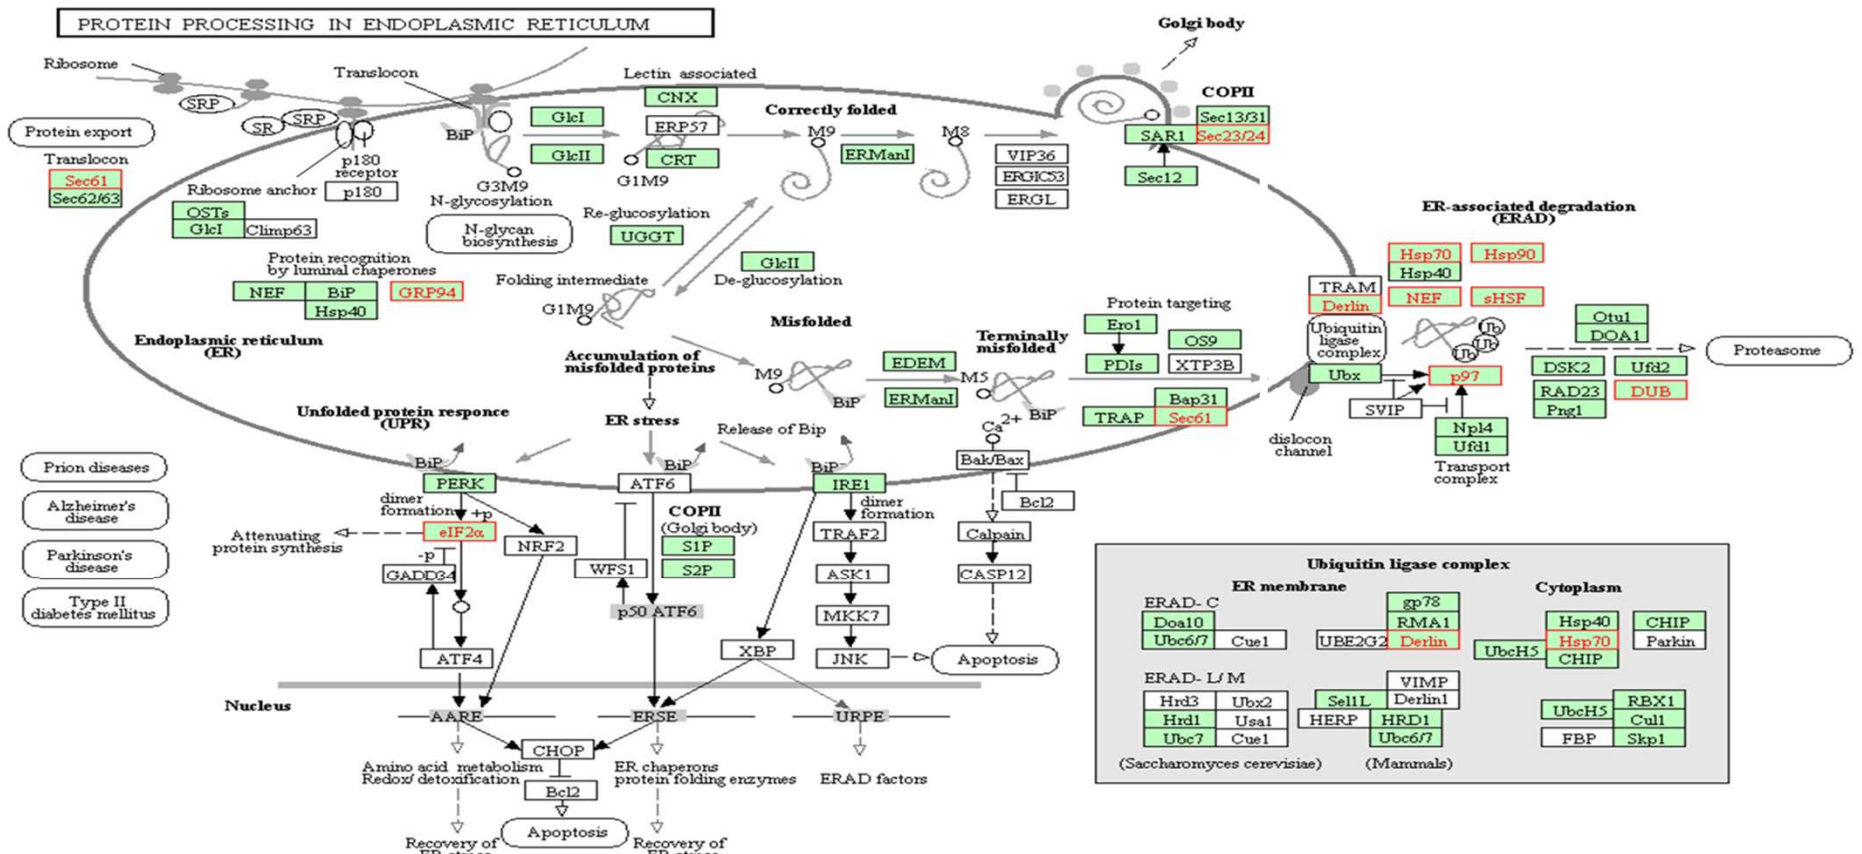 PROTEIN PROCESSING IN ENDOPLASMIC RETICULUM
Golgi body
Ribosome
Translocon
Lectin associated
SRP
SR
SRP
BiP
GlcI
GlcII
CNX
ERP57
CRT
G1M9
Correctly folded
M9
ERManI
M8
VIP36
ERGIC53
ERGL
COPII
Sec13/31
SAR1
Sec23/24
Sec12
Protein export
Translocon
Sec61
Sec62/63
p180
receptor
p180
Ribosome anchor
OSTs
GlcI
Climp63
G3M9
N-glycosylation
N-glycan
biosynthesis
Re-glucosylation
UGGT
GlcII
De-glucosylation
Protein recognition
by luminal chaperones
NEF
BiP
GRP94
Hsp40
Folding intermediate
G1M9
Endoplasmic reticulum
(ER)
Misfolded
Accumulation of
misfolded proteins
M9
BiP
EDEM
ERManI
Terminally
misfolded
M5
BiP
Protein targeting
Ero1
PDIs
OS9
XTP3B
Bap31
TRAP
Sec61
ER-associated degradation
(ERAD)
Hsp70
Hsp90
Hsp40
TRAM
Derlin
NEF
sHSF
Ubiquitin
ligase
complex
Ub
Ub
Ub
Ubx
p97
SVIP
Npl4
Ufd1
Transport
complex
dislocon
channel
Otu1
DOA1
DSK2
Ufd2
RAD23
DUB
Png1
Proteasome
Unfolded protein responce
(UPR)
ER stress
Release of Bip
BiP
BiP
BiP
PERK
ATF6
IRE1
Ca2+
Bak/Bax
Bcl2
Calpain
CASP12
Apoptosis
Prion diseases
Alzheimer's
disease
Parkinson's
disease
Type II
diabetes mellitus
dimer
formation
+p
eIF2α
Attenuating
protein synthesis
-p
GADD34
NRF2
ATF4
COPII
(Golgi body)
S1P
S2P
WFS1
p50 ATF6
dimer
formation
TRAF2
ASK1
MKK7
JNK
XBP
Nucleus
AARE
ERSE
URPE
CHOP
Amino acid metabolism
Redox/ detoxification
ER chaperons
protein folding enzymes
ERAD factors
Bcl2
Apoptosis
Recovery of
ER stress
Recovery of
ER stress
Ubiquitin ligase complex
ER membrane
Cytoplasm
ERAD- C
Doa10
Ubc6/7
Cue1
gp78
RMA1
UBE2G2
Derlin
Hsp40
Hsp70
UbcH5
CHIP
CHIP
Parkin
ERAD- L/ M
Hrd3
Ubx2
Hrd1
Usa1
Ubc7
Cue1
VIMP
Sel1L
Derlin1
HERP
HRD1
Ubc6/7
UbcH5
RBX1
Cul1
FBP
Skp1
(Saccharomyces cerevisiae)
(Mammals)